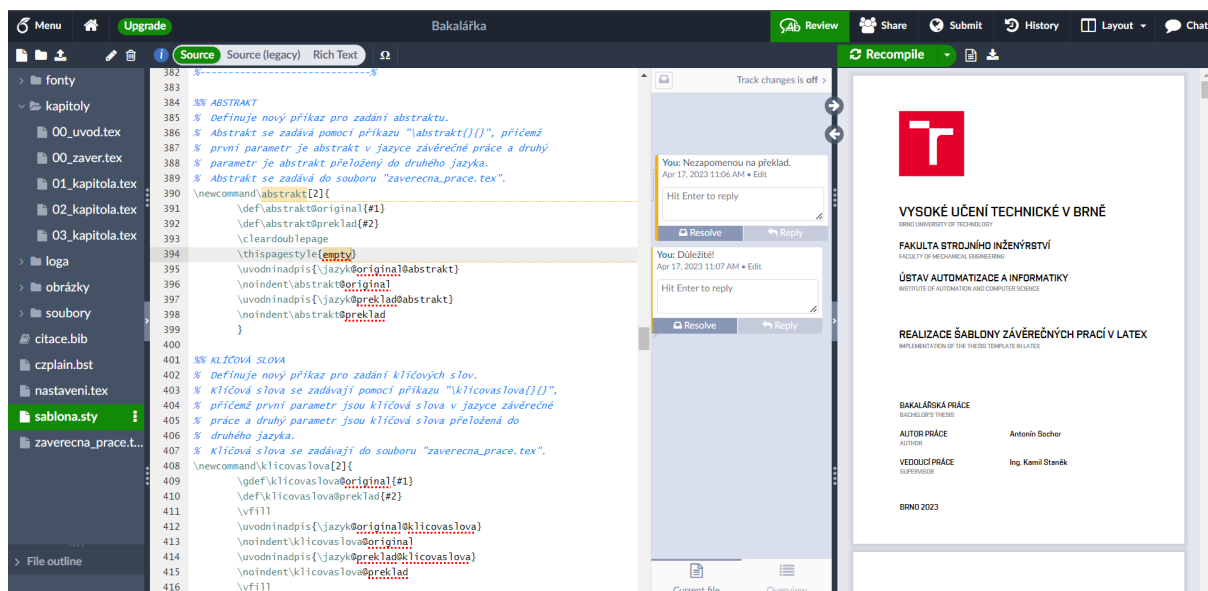 Menu
Upgrade
Bakalářka
Review
Share
Submit
History
Layout
Chat
Source
Source (legacy)
Rich Text
Ω
Recompile
fonty
kapitoly
00_uvod.tex
00_zaver.tex
01_kapitola.tex
02_kapitola.tex
03_kapitola.tex
loga
obrázky
soubory
citace.bib
czplain.bst
nastaveni.tex
sablona.sty
zaverecna_prace.t...
File outline
382 %------------------------------%
383
384 %% ABSTRAKT
385 % Definuje nový příkaz pro zadání abstraktu.
386 % Abstrakt se zadává pomocí příkazu "\abstrakt{}{}", přičemž
387 % první parametr je abstrakt v jazyce závěrečné práce a druhý
388 % parametr je abstrakt přeložený do druhého jazyka.
389 % Abstrakt se zadává do souboru "zaverecna_prace.tex".
390 \newcommand\abstrakt[2]{
391 \def\abstrakt@original{#1}
392 \def\abstrakt@preklad{#2}
393 \cleardoublepage
394 \thispagestyle{empty}
395 \uvodninadpis{\jazyk@original@abstrakt}
396 \noindent\abstrakt@original
397 \uvodninadpis{\jazyk@preklad@abstrakt}
398 \noindent\abstrakt@preklad
399 }
400
401 %% KLÍČOVÁ SLOVA
402 % Definuje nový příkaz pro zadání klíčových slov.
403 % Klíčová slova se zadávají pomocí příkazu "\klicovaslova{}{}",
404 % přičemž první parametr jsou klíčová slova v jazyce závěrečné
405 % práce a druhý parametr jsou klíčová slova přeložená do
406 % druhého jazyka.
407 % Klíčová slova se zadávají do souboru "zaverecna_prace.tex".
408 \newcommand\klicovaslova[2]{
409 \gdef\klicovaslova@original{#1}
410 \def\klicovaslova@preklad{#2}
411 \vfill
412 \uvodninadpis{\jazyk@original@klicovaslova}
413 \noindent\klicovaslova@original
414 \uvodninadpis{\jazyk@preklad@klicovaslova}
415 \noindent\klicovaslova@preklad
416 \vfill
Track changes is off
You: Nezapomenou na překlad.
Apr 17, 2023 11:06 AM • Edit
Hit Enter to reply
Resolve
Reply
You: Důležité!
Apr 17, 2023 11:07 AM • Edit
Hit Enter to reply
Resolve
Reply
Current file
Overview
VYSOKÉ UČENÍ TECHNICKÉ V BRNĚ
BRNO UNIVERSITY OF TECHNOLOGY
FAKULTA STROJNÍHO INŽENÝRSTVÍ
FACULTY OF MECHANICAL ENGINEERING
ÚSTAV AUTOMATIZACE A INFORMATIKY
INSTITUTE OF AUTOMATION AND COMPUTER SCIENCE
REALIZACE ŠABLONY ZÁVĚREČNÝCH PRACÍ V LATEX
IMPLEMENTATION OF THE THESIS TEMPLATE IN LATEX
BAKALÁŘSKÁ PRÁCE
BACHELOR'S THESIS
AUTOR PRÁCE Antonín Sochor
AUTHOR
VEDOUCÍ PRÁCE Ing. Kamil Staněk
SUPERVISOR
BRNO 2023